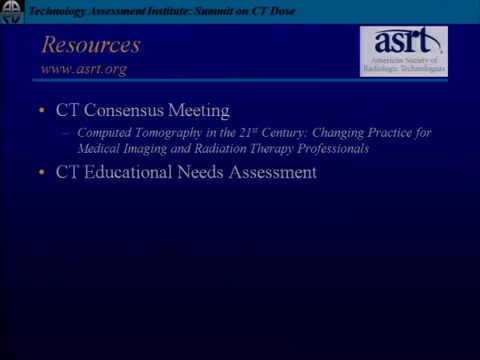 Technology Assessment Institute: Summit on CT Dose
Resources
www.asrt.org
asrt
American Society of
Radiologic Technologists
• CT Consensus Meeting
– Computed Tomography in the 21st Century: Changing Practice for
Medical Imaging and Radiation Therapy Professionals
• CT Educational Needs Assessment